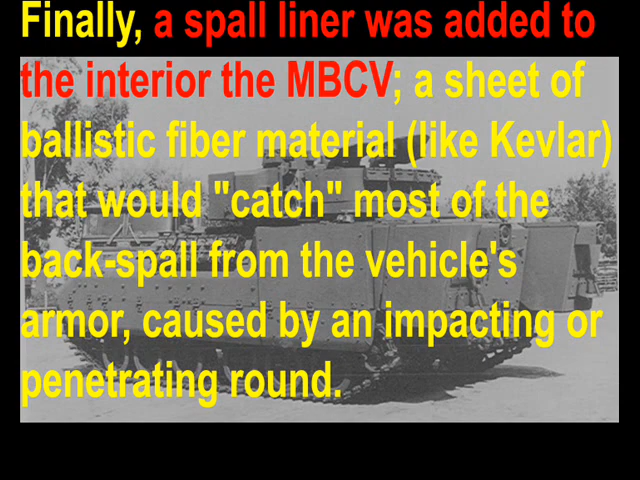 Finally, a spall liner was added to
the interior the MBCV; a sheet of
ballistic fiber material (like Kevlar)
that would "catch" most of the
back-spall from the vehicle's
armor, caused by an impacting or
penetrating round.